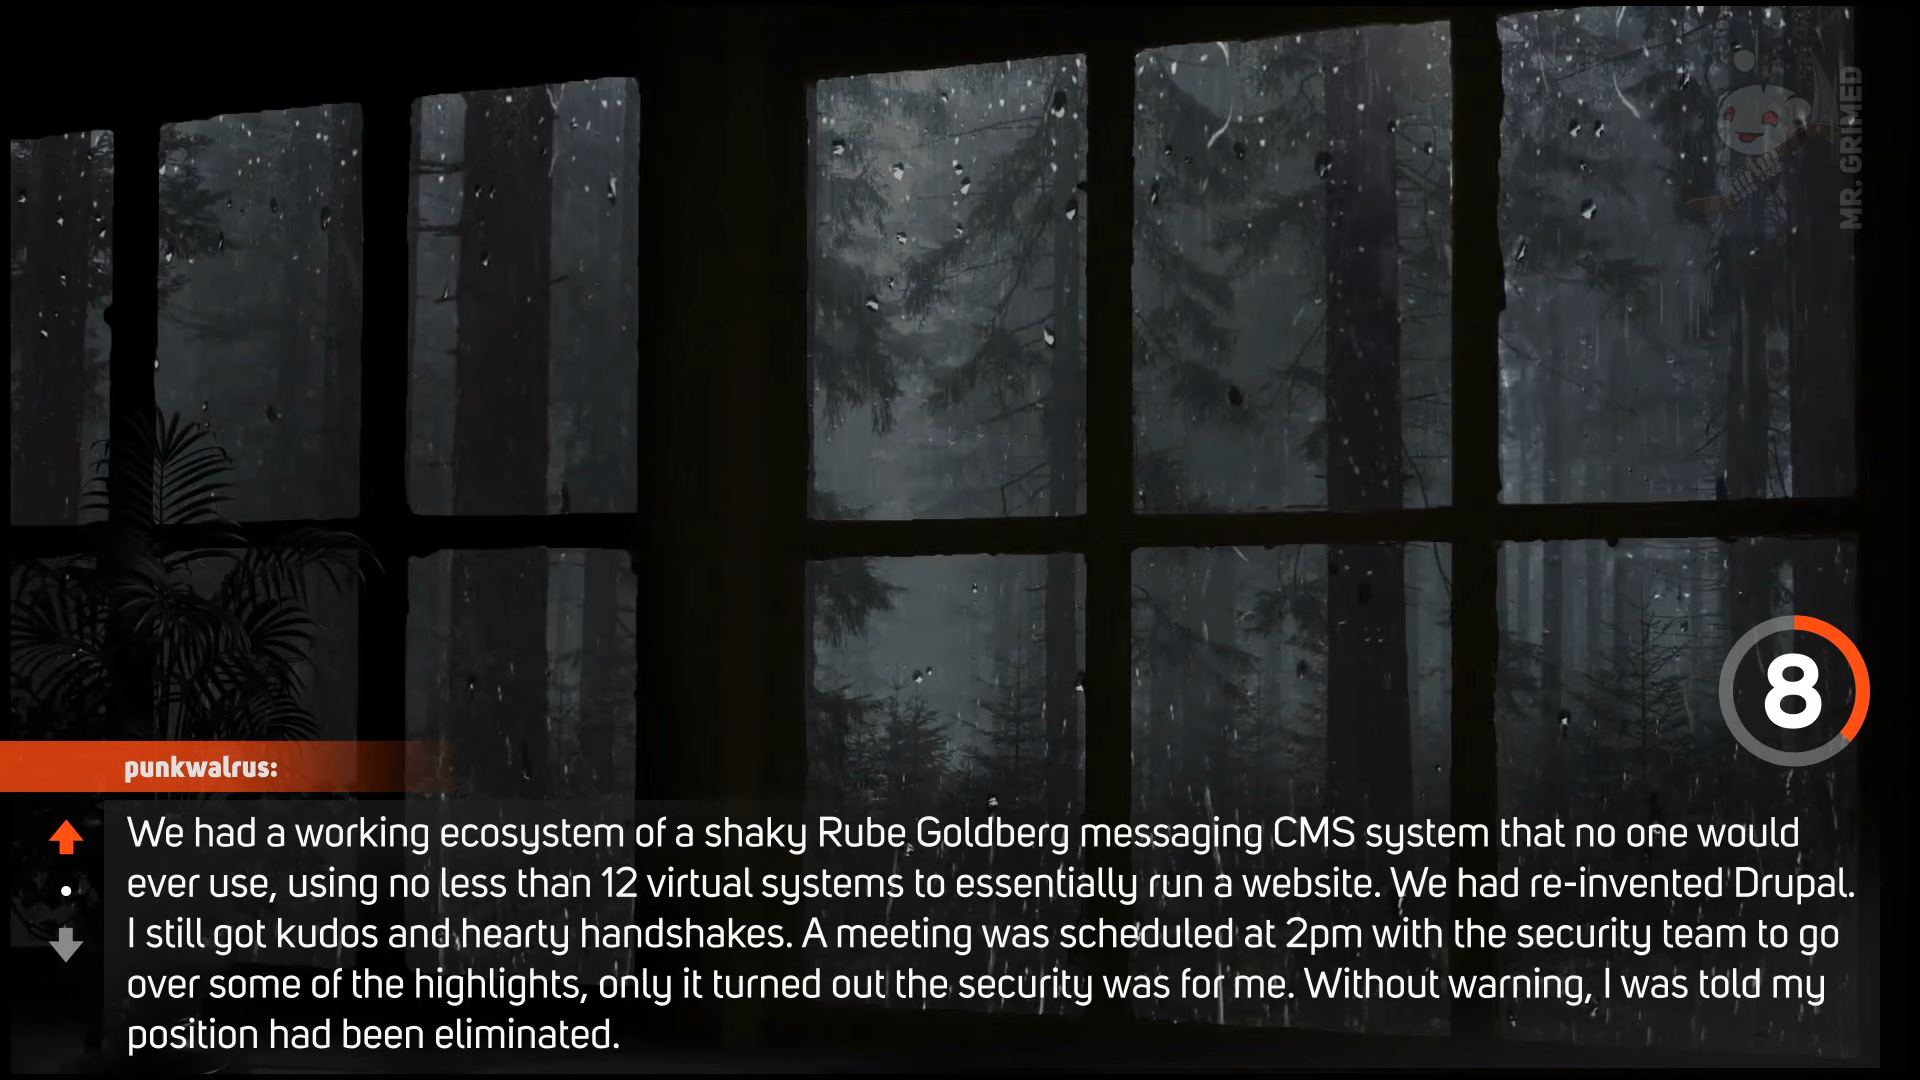 MR. GRIMED
8
punkwalrus:
We had a working ecosystem of a shaky Rube Goldberg messaging CMS system that no one would
ever use, using no less than 12 virtual systems to essentially run a website. We had re-invented Drupal.
I still got kudos and hearty handshakes. A meeting was scheduled at 2pm with the security team to go
over some of the highlights, only it turned out the security was for me. Without warning, I was told my
position had been eliminated.